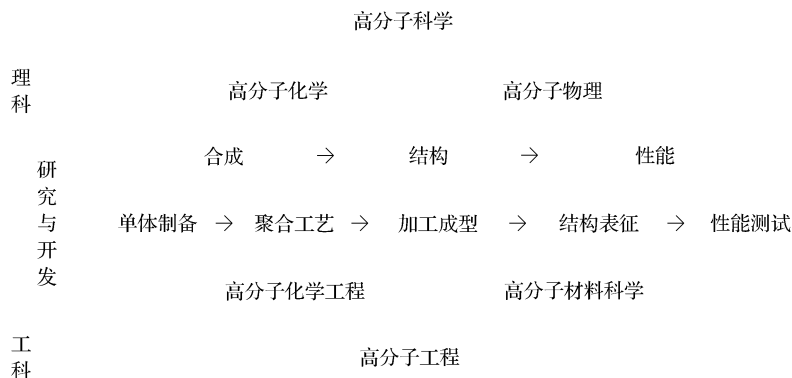 高分子科学
理科
高分子化学 高分子物理
合成 → 结构 → 性能
研究与开发
单体制备 → 聚合工艺 → 加工成型 → 结构表征 → 性能测试
高分子化学工程 高分子材料科学
工科
高分子工程